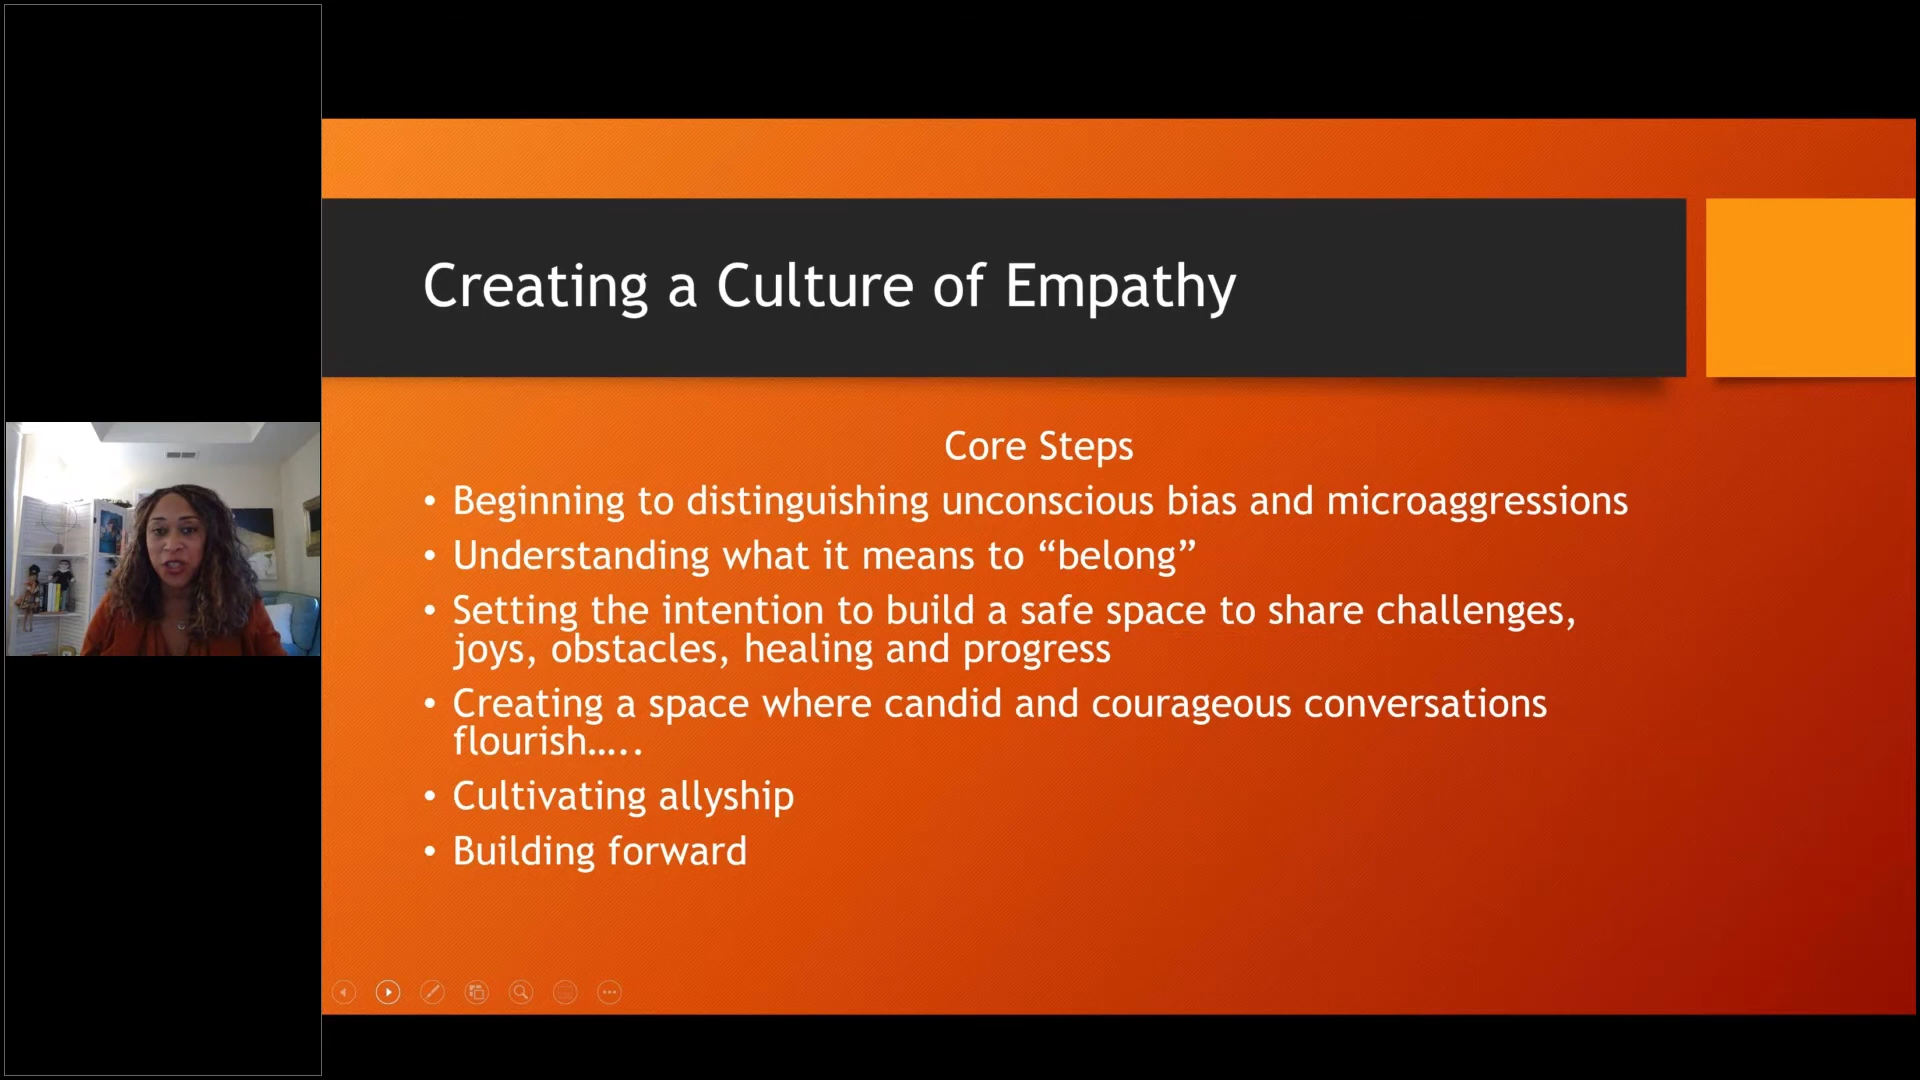 Creating a Culture of Empathy
Core Steps
• Beginning to distinguishing unconscious bias and microaggressions
• Understanding what it means to “belong”
• Setting the intention to build a safe space to share challenges,
joys, obstacles, healing and progress
• Creating a space where candid and courageous conversations
flourish…..
• Cultivating allyship
• Building forward